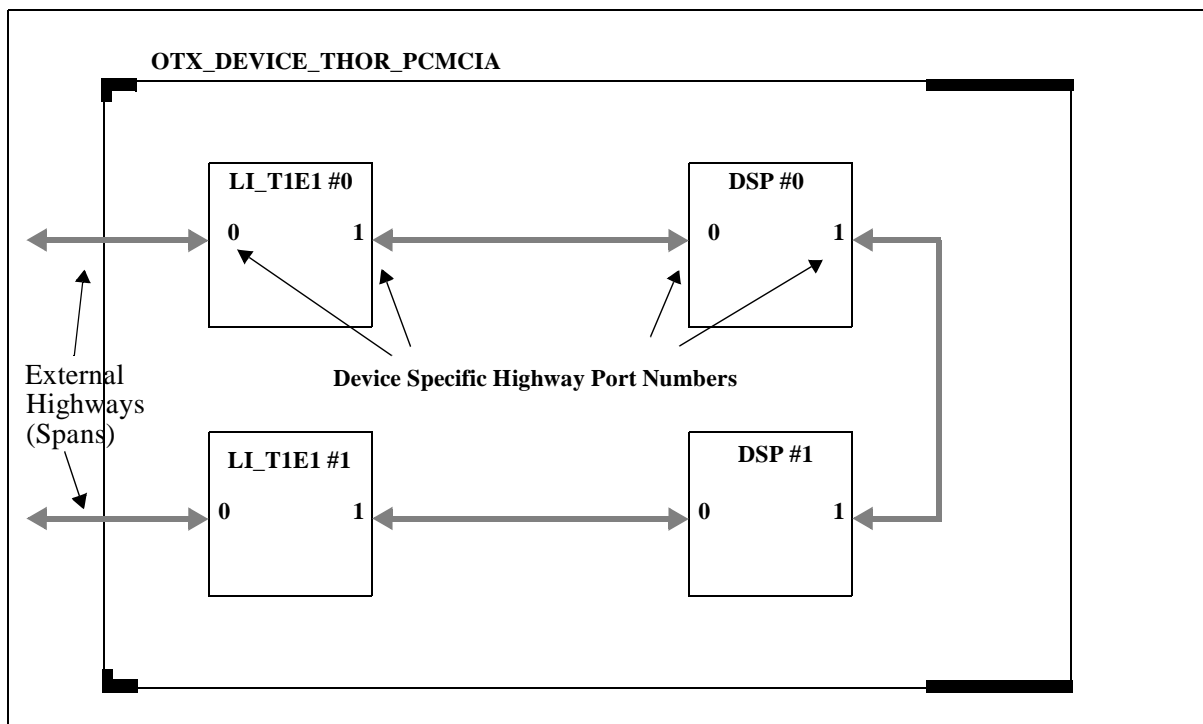 OTX_DEVICE_THOR_PCMCIA
LI_T1E1 #0
DSP #0
0
1
0
1
External
Highways
(Spans)
Device Specific Highway Port Numbers
LI_T1E1 #1
DSP #1
0
1
0
1